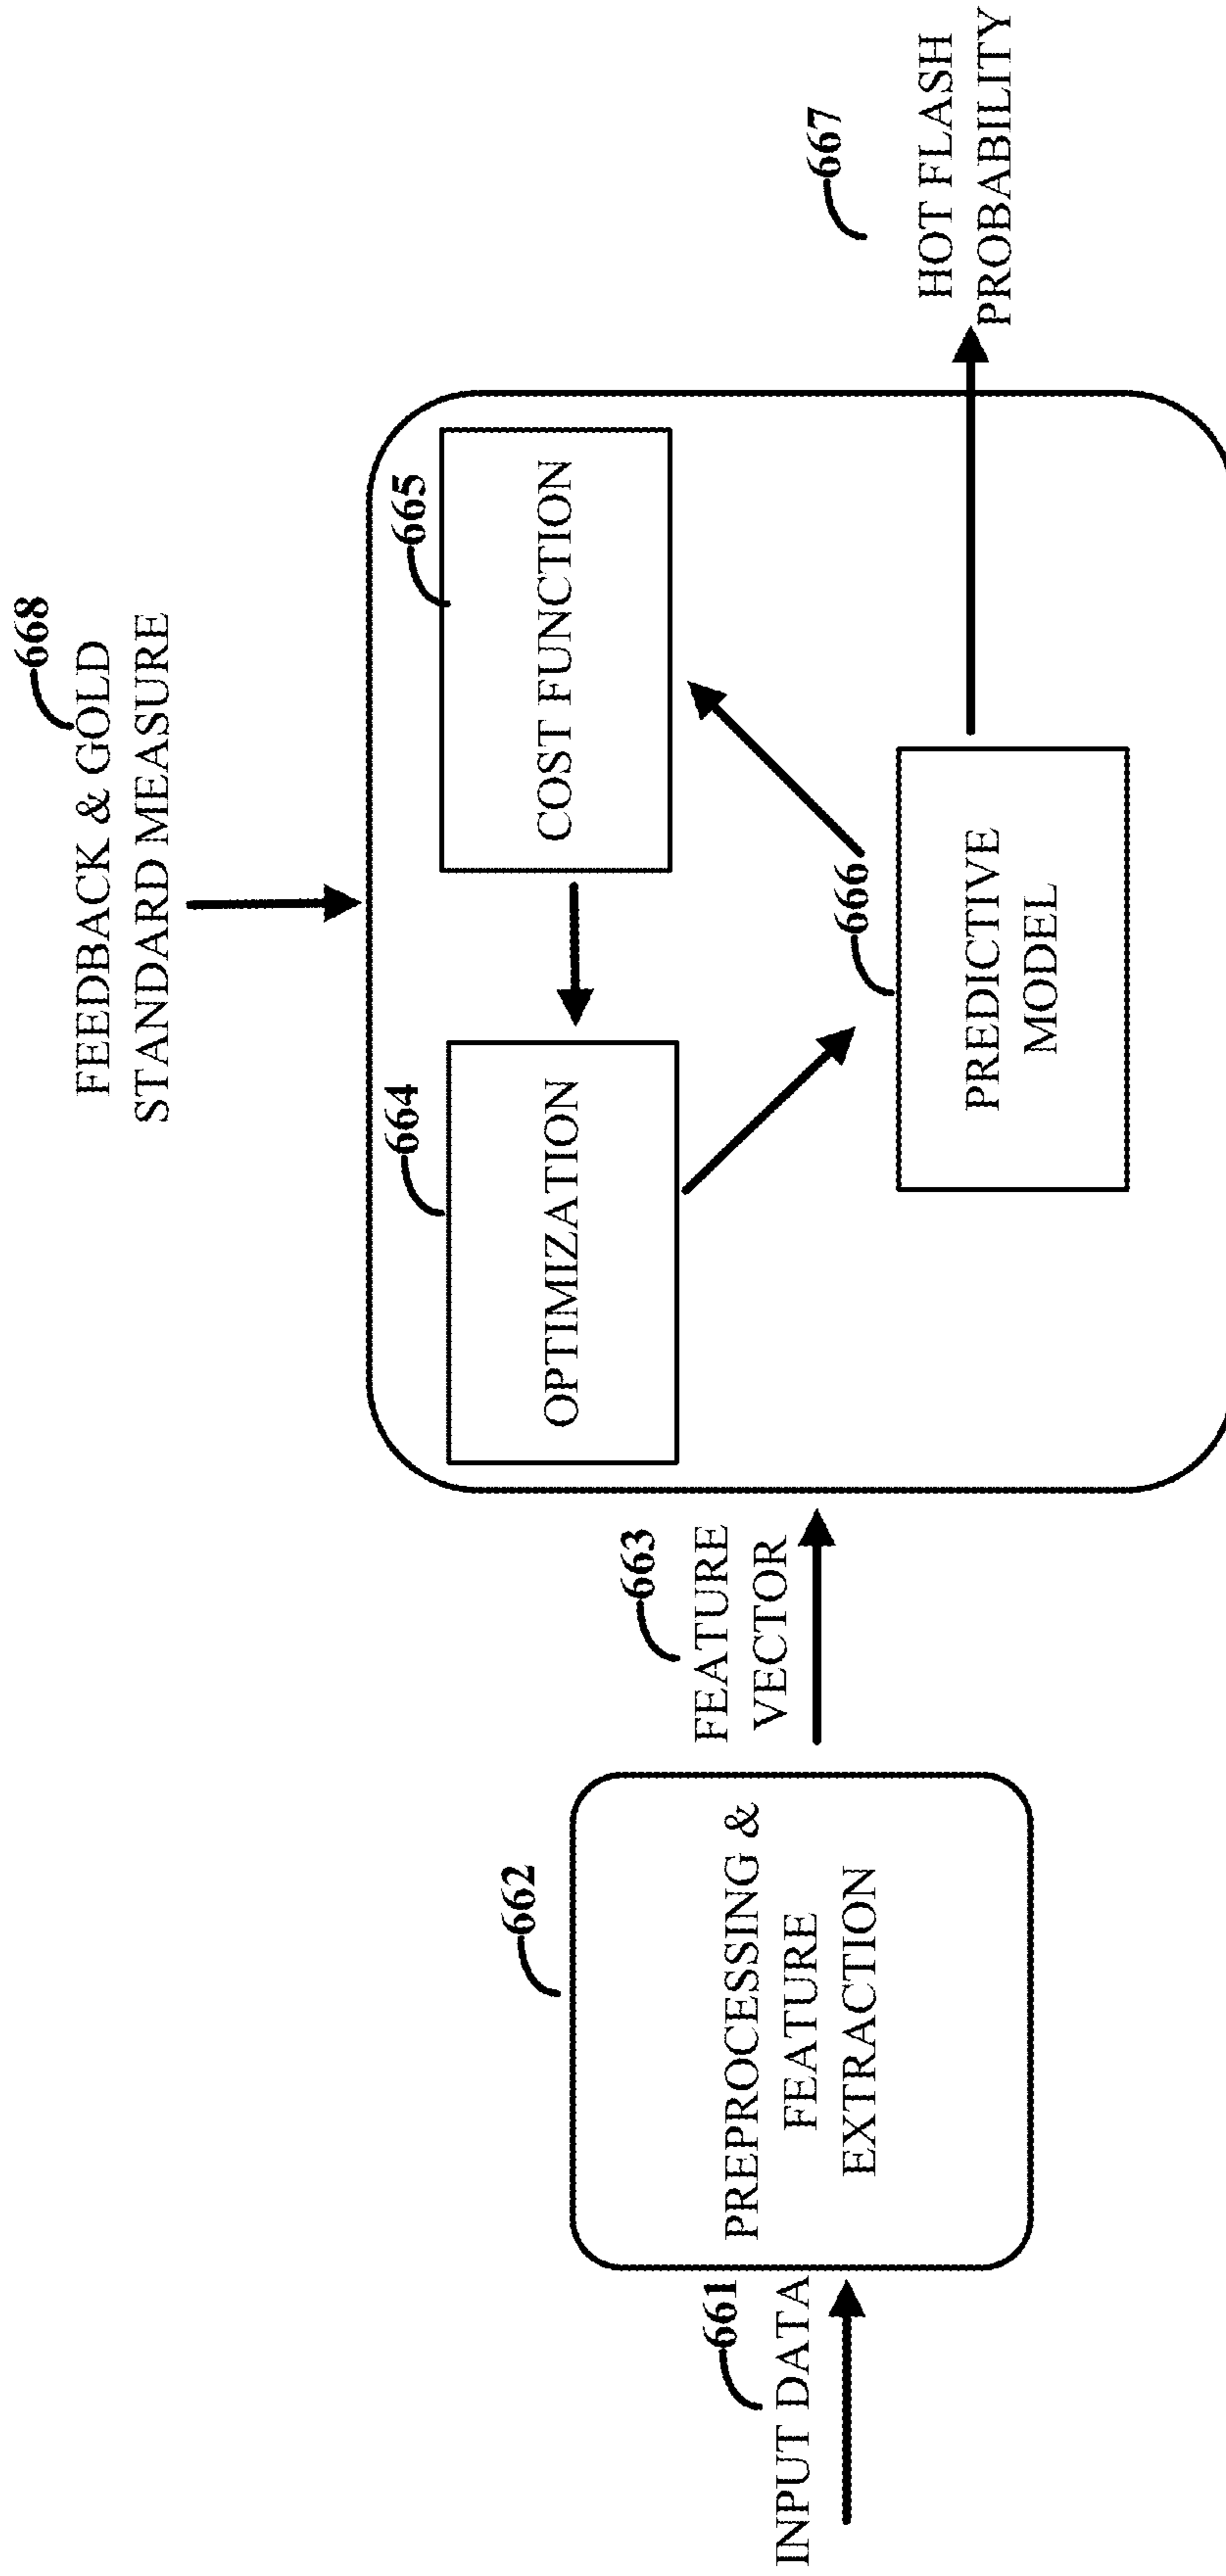 668
FEEDBACK & GOLD
STANDARD MEASURE
664
OPTIMIZATION
665
COST FUNCTION
662
PREPROCESSING &
FEATURE
EXTRACTION
663
FEATURE
VECTOR
661
INPUT DATA
666
PREDICTIVE
MODEL
667
HOT FLASH
PROBABILITY